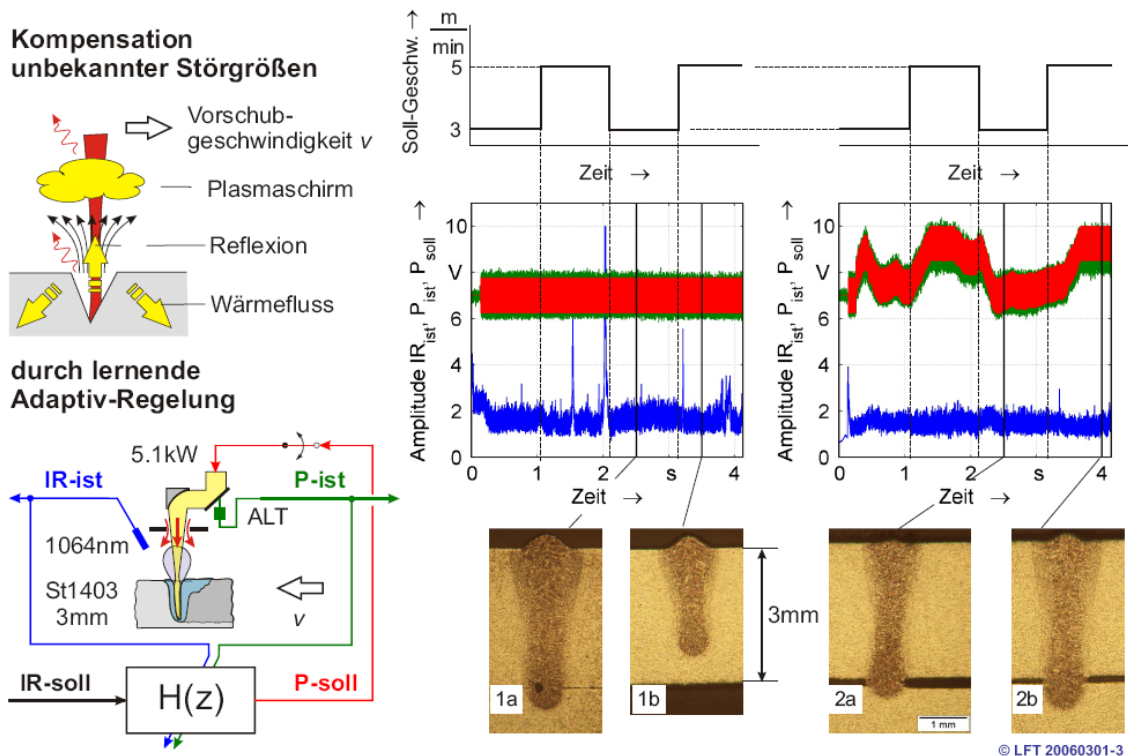 Kompensation
unbekannter Störgrößen
Vorschub-
geschwindigkeit v
Plasmaschirm
Reflexion
Wärmefluss
durch lernende
Adaptiv-Regelung
5.1kW
IR-ist
P-ist
ALT
1064nm
St1403
3mm
v
IR-soll
H(z)
P-soll
Soll-Geschw. →
m
min
5
3
Zeit →
Zeit →
Amplitude IRist, Pist, Psoll →
10
V
6
4
2
0
0 1 2 s 4
Zeit →
Amplitude IRist, Pist, Psoll →
10
V
6
4
2
0
0 1 2 s 4
Zeit →
1a
1b
3mm
2a
1 mm
2b
© LFT 20060301-3